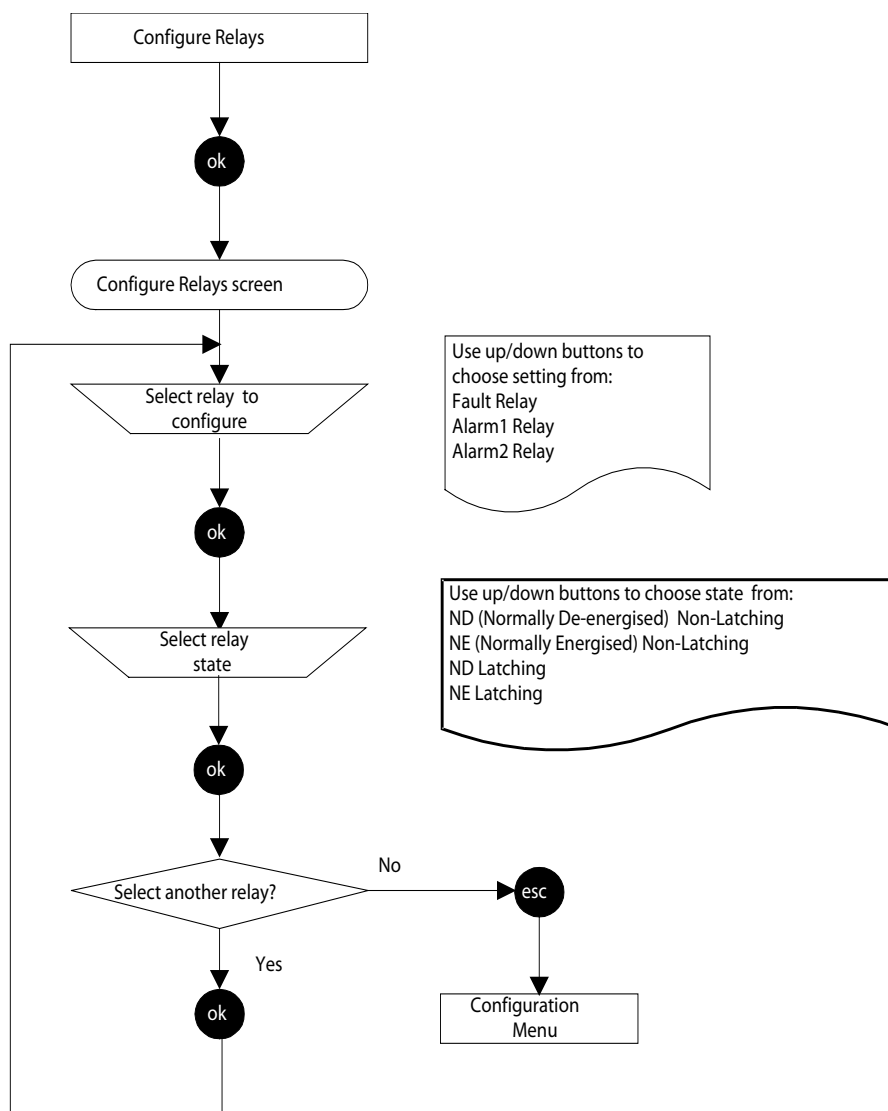 Configure Relays
ok
Configure Relays screen
Select relay to
configure
Use up/down buttons to
choose setting from:
Fault Relay
Alarm1 Relay
Alarm2 Relay
ok
Select relay
state
Use up/down buttons to choose state from:
ND (Normally De-energised) Non-Latching
NE (Normally Energised) Non-Latching
ND Latching
NE Latching
ok
Select another relay?
No
esc
Yes
ok
Configuration
Menu